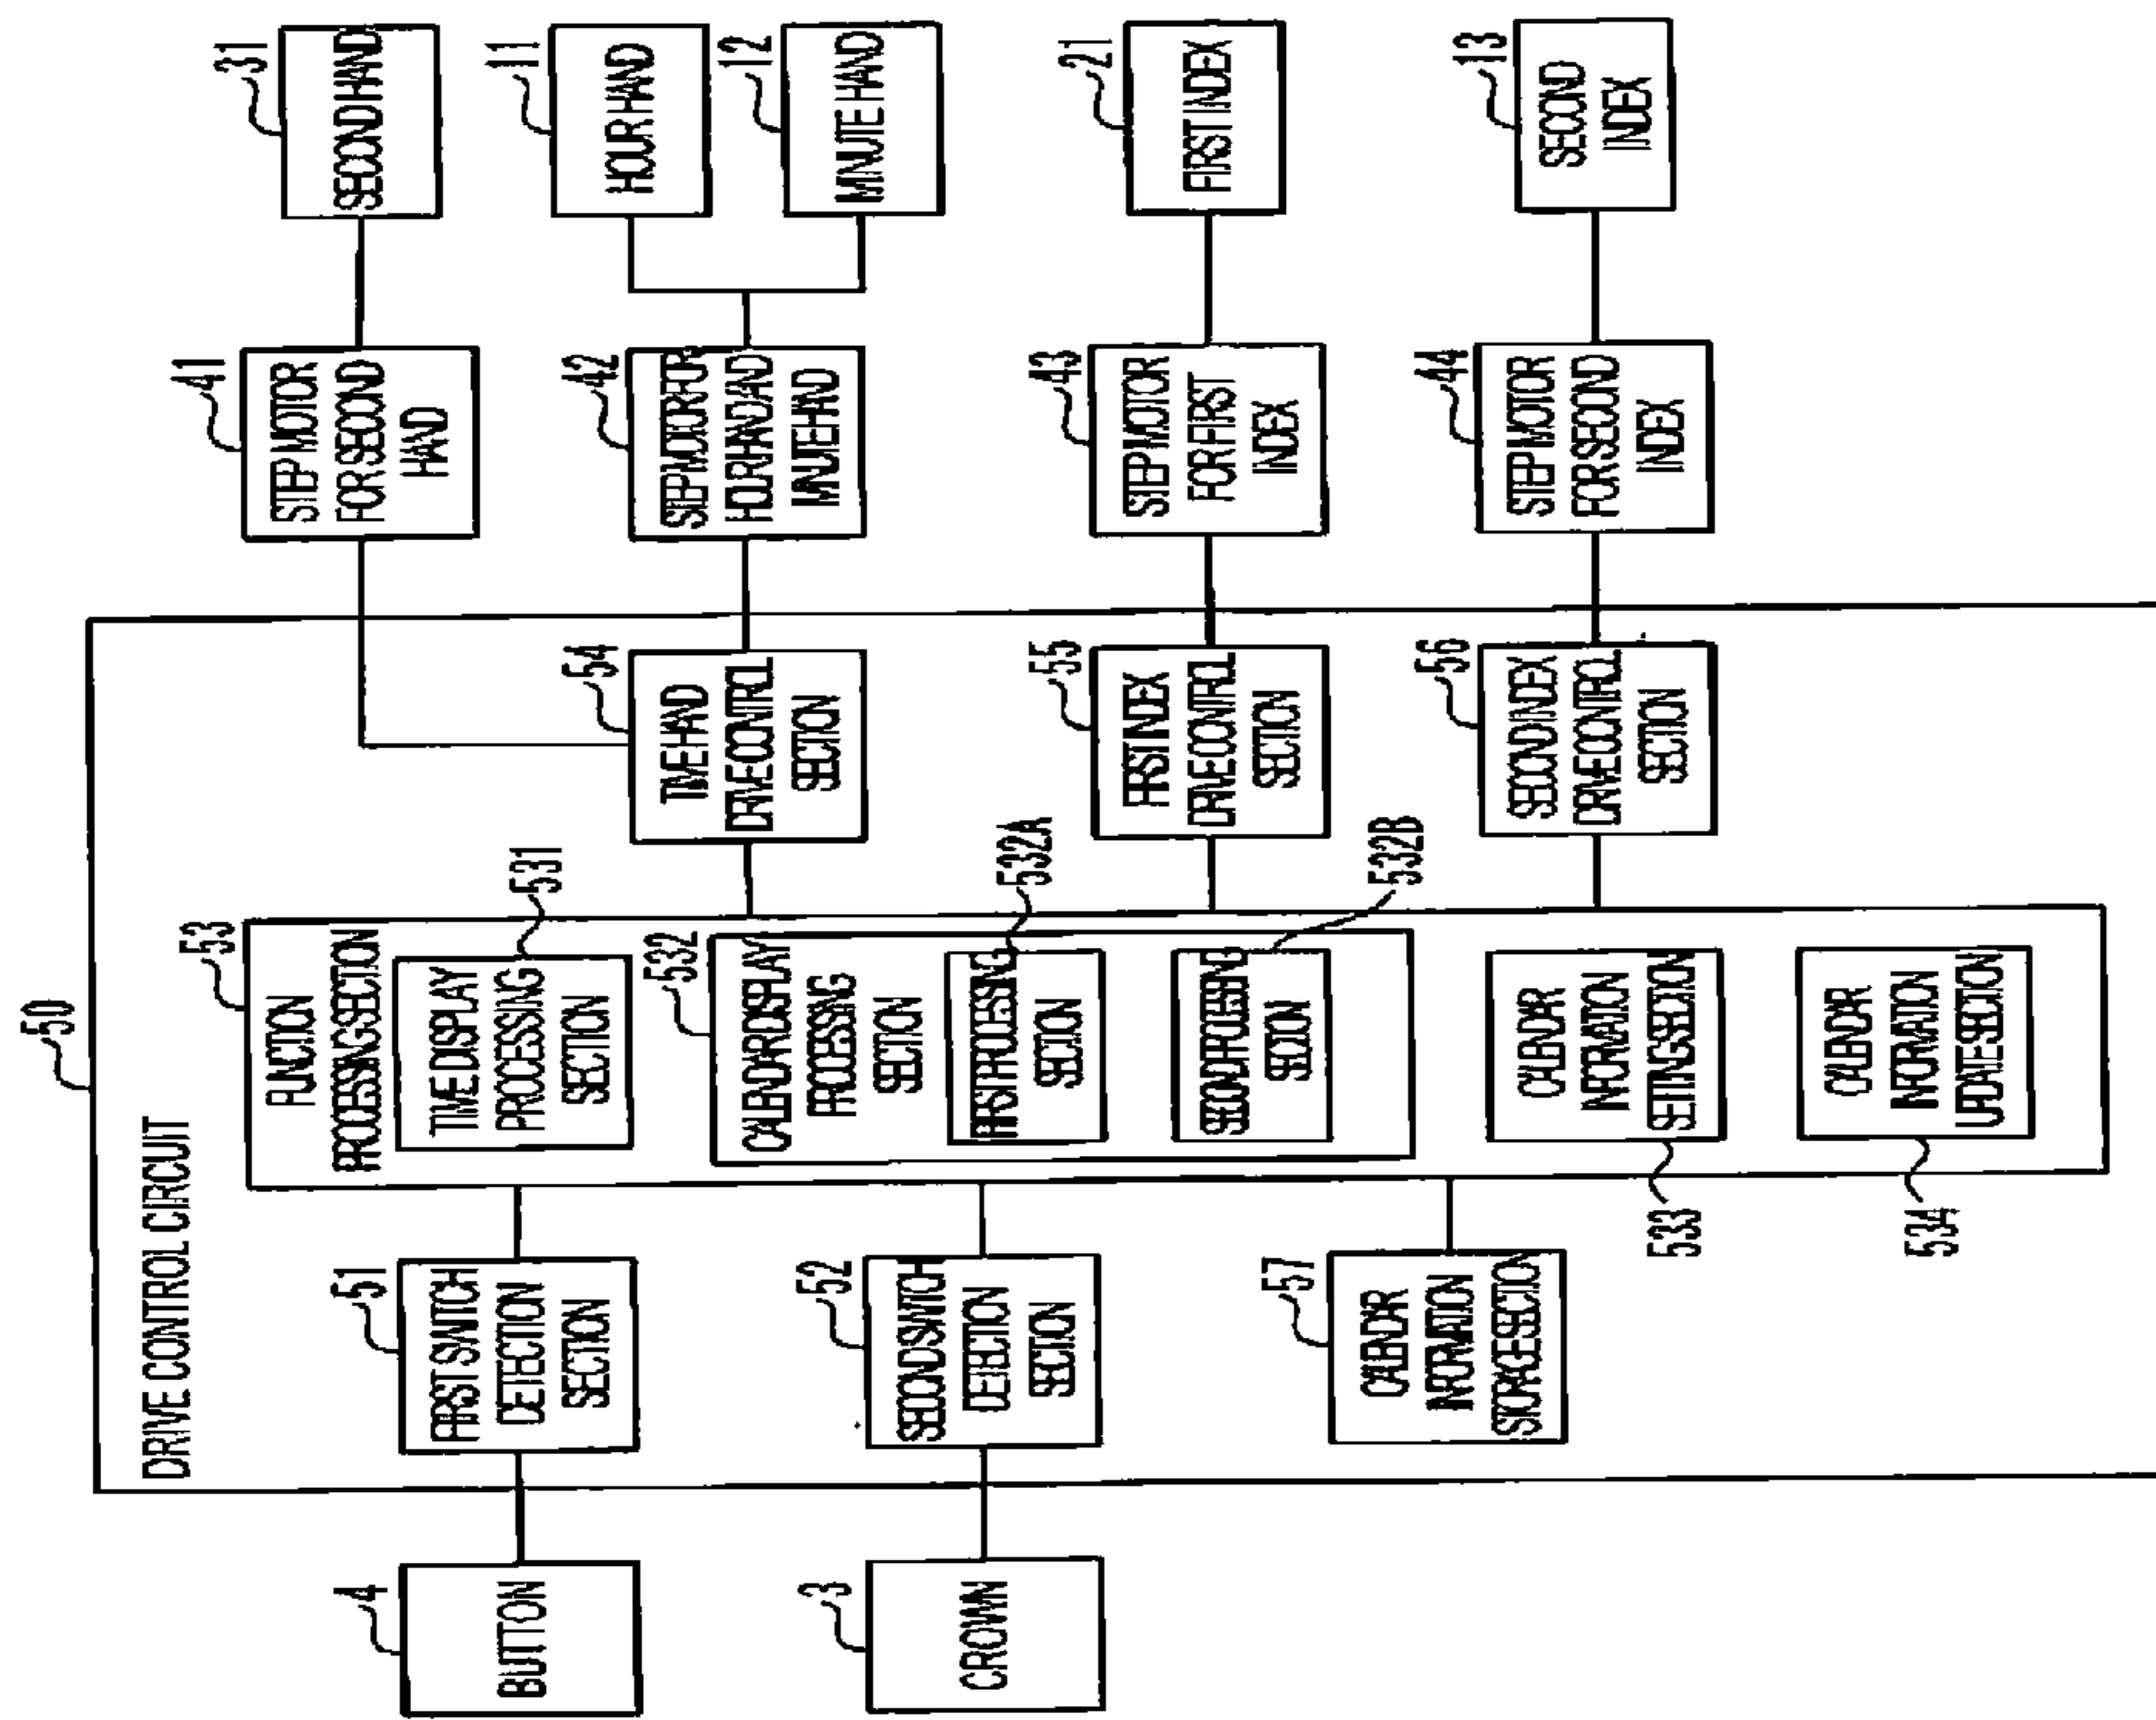 50
DRIVE CONTROL CIRCUIT
4
BUTTON
3
CROWN
51
FIRST SWITCH
DETECTION
SECTION
52
SECOND SWITCH
DETECTION
SECTION
57
CALENDAR
INFORMATION
STORAGE SECTION
53
FUNCTION
PROCESSING SECTION
531
TIME DISPLAY
PROCESSING
SECTION
532
CALENDAR DISPLAY
PROCESSING
SECTION
532A
FIRST PROCESSING
SECTION
532B
SECOND PROCESSING
SECTION
533
CALENDAR
INFORMATION
SETTING SECTION
534
CALENDAR
INFORMATION
UPDATE SECTION
54
TIME HAND
DRIVE CONTROL
SECTION
55
FIRST INDEX
DRIVE CONTROL
SECTION
56
SECOND INDEX
DRIVE CONTROL
SECTION
41
STEP MOTOR
FOR SECOND
HAND
42
STEP MOTOR FOR
HOUR HAND AND
MINUTE HAND
43
STEP MOTOR
FOR FIRST
INDEX
44
STEP MOTOR
FOR SECOND
INDEX
31
SECOND HAND
11
HOUR HAND
12
MINUTE HAND
21
FIRST INDEX
13
SECOND
INDEX